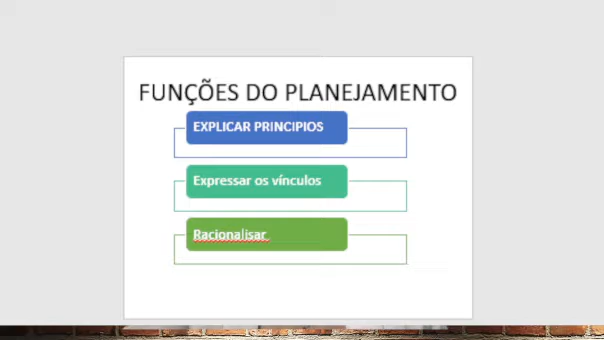 FUNÇÕES DO PLANEJAMENTO
EXPLICAR PRINCIPIOS
Expressar os vínculos
Racionalisar